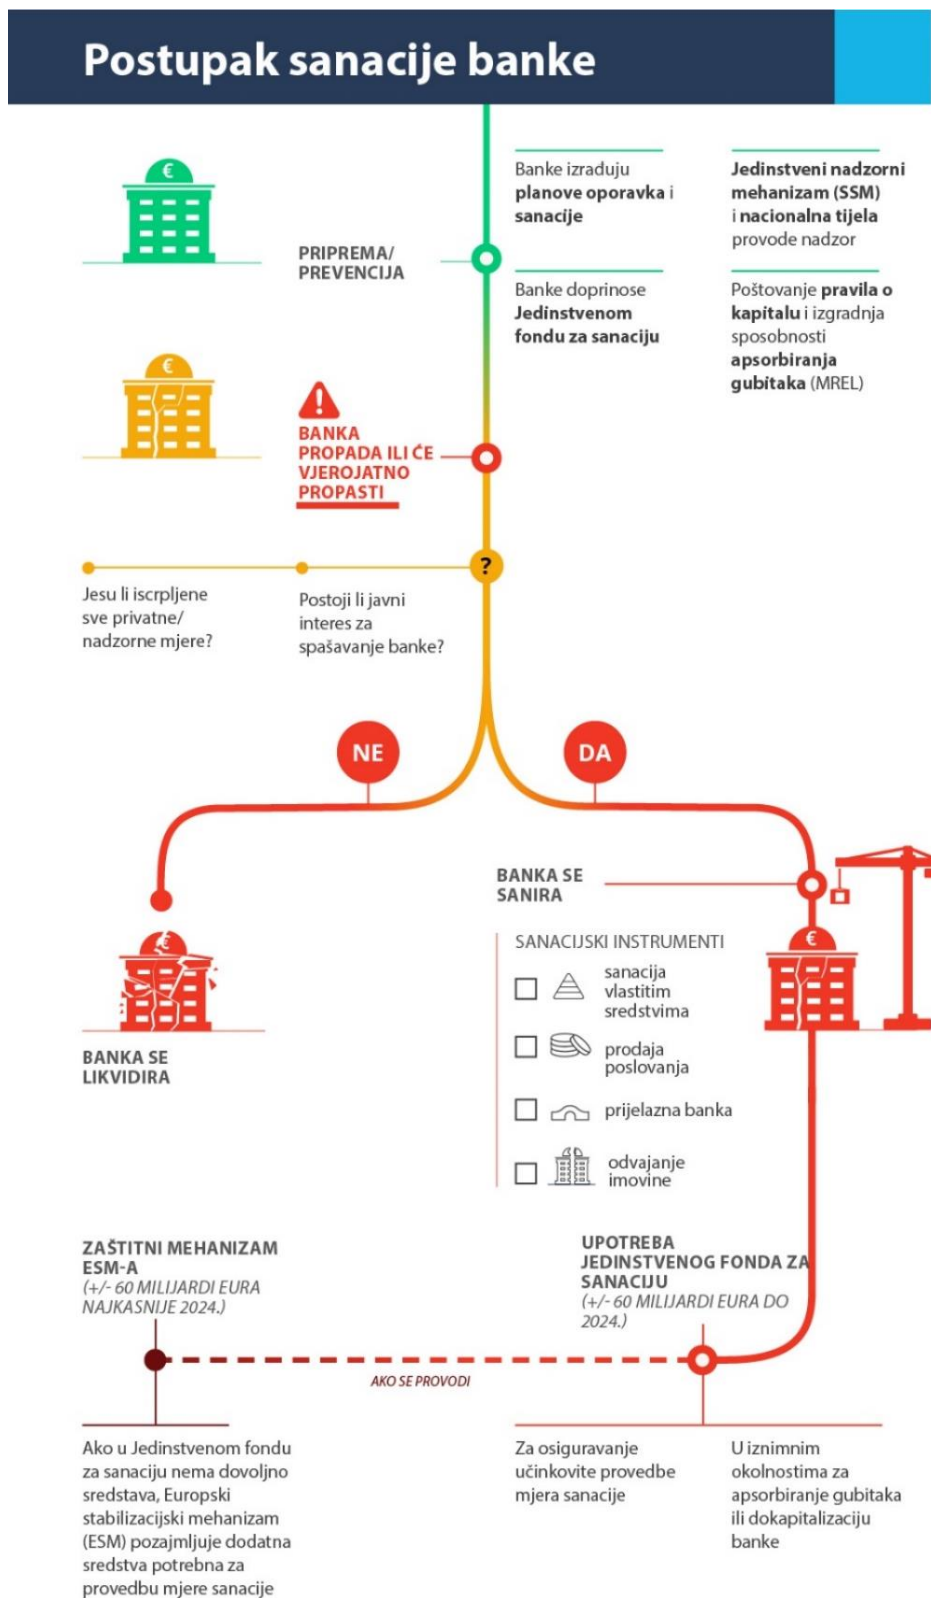 Postupak sanacije banke
€
PRIPREMA/
PREVENCIJA
Banke izrađuju
planove oporavka i
sanacije
Jedinstveni nadzorni
mehanizam (SSM)
i nacionalna tijela
provode nadzor
Banke doprinose
Jedinstvenom
fondu za sanaciju
Poštovanje pravila o
kapitalu i izgradnja
sposobnosti
apsorbiranja
gubitaka (MREL)
€
!
BANKA
PROPADA ILI ĆE
VJEROJATNO
PROPASTI
?
Jesu li iscrpljene
sve privatne/
nadzorne mjere?
Postoji li javni
interes za
spašavanje banke?
NE
DA
€
BANKA SE
LIKVIDIRA
BANKA SE
SANIRA
€
SANACIJSKI INSTRUMENTI
sanacija
vlastitim
sredstvima
prodaja
poslovanja
prijelazna banka
odvajanje
imovine
ZAŠTITNI MEHANIZAM
ESM-A
(+/- 60 MILIJARDI EURA
NAJKASNIJE 2024.)
UPOTREBA
JEDINSTVENOG FONDA ZA
SANACIJU
(+/- 60 MILIJARDI EURA DO
2024.)
AKO SE PROVODI
Ako u Jedinstvenom fondu
za sanaciju nema dovoljno
sredstava, Europski
stabilizacijski mehanizam
(ESM) pozajmljuje dodatna
sredstva potrebna za
provedbu mjere sanacije
Za osiguravanje
učinkovite provedbe
mjera sanacije
U iznimnim
okolnostima za
apsorbiranje gubitaka
ili dokapitalizaciju
banke